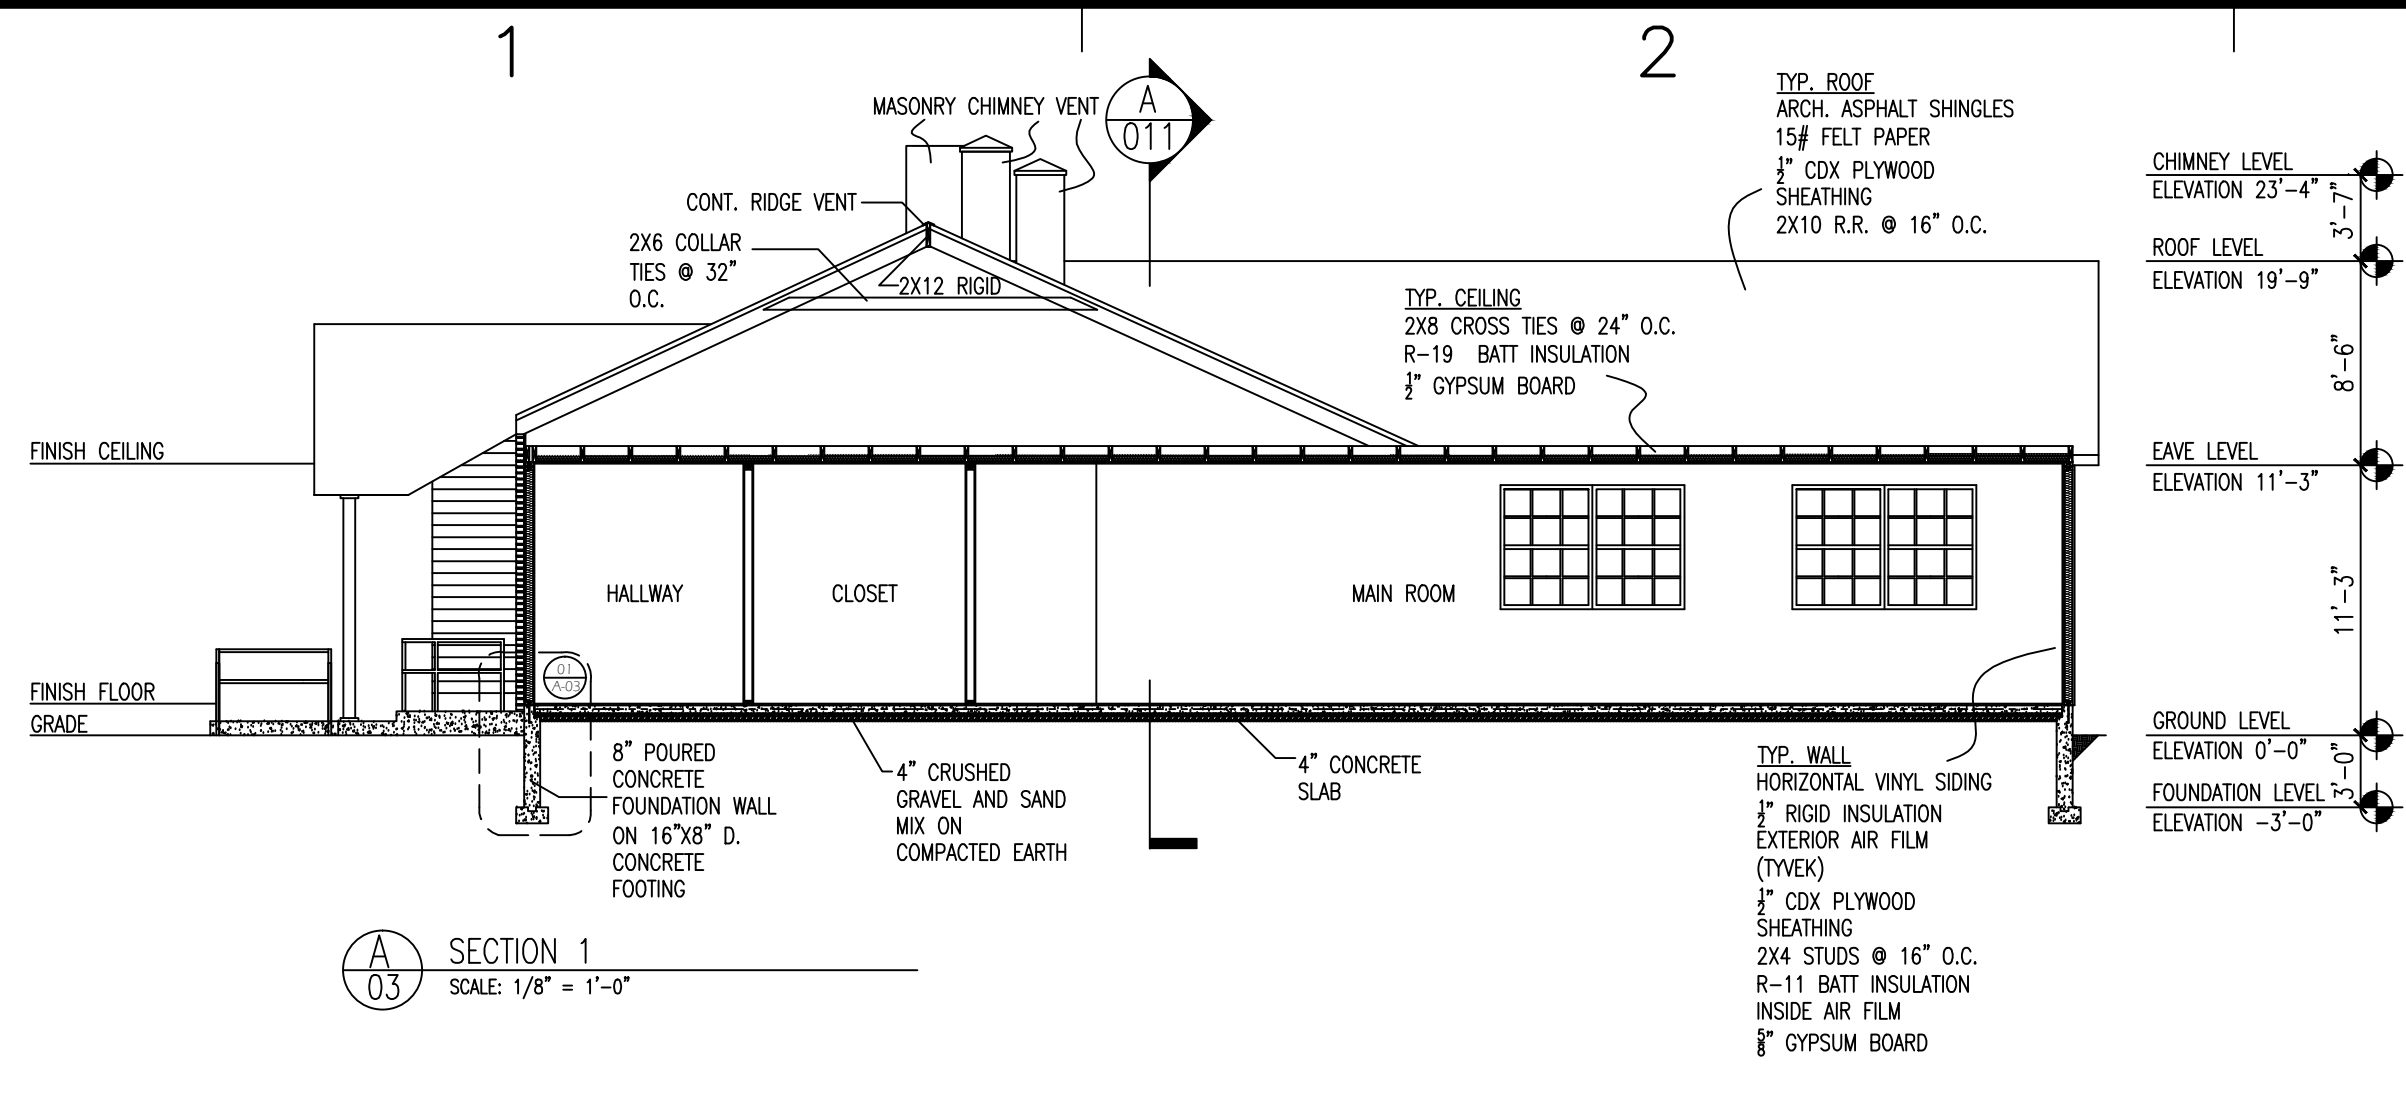 1
2
MASONRY CHIMNEY VENT
A
011
CONT. RIDGE VENT
2X6 COLLAR
TIES @ 32"
O.C.
2X12 RIGID
TYP. ROOF
ARCH. ASPHALT SHINGLES
15# FELT PAPER
½" CDX PLYWOOD
SHEATHING
2X10 R.R. @ 16" O.C.
TYP. CEILING
2X8 CROSS TIES @ 24" O.C.
R-19 BATT INSULATION
½" GYPSUM BOARD
CHIMNEY LEVEL
ELEVATION 23'-4"
3'-7"
ROOF LEVEL
ELEVATION 19'-9"
8'-6"
EAVE LEVEL
ELEVATION 11'-3"
11'-3"
GROUND LEVEL
ELEVATION 0'-0"
3'-0"
FOUNDATION LEVEL
ELEVATION -3'-0"
FINISH CEILING
FINISH FLOOR
GRADE
HALLWAY
CLOSET
MAIN ROOM
01
A-03
8" POURED
CONCRETE
FOUNDATION WALL
ON 16"X8" D.
CONCRETE
FOOTING
4" CRUSHED
GRAVEL AND SAND
MIX ON
COMPACTED EARTH
4" CONCRETE
SLAB
TYP. WALL
HORIZONTAL VINYL SIDING
½" RIGID INSULATION
EXTERIOR AIR FILM
(TYVEK)
½" CDX PLYWOOD
SHEATHING
2X4 STUDS @ 16" O.C.
R-11 BATT INSULATION
INSIDE AIR FILM
⅝" GYPSUM BOARD
A
03
SECTION 1
SCALE: 1/8" = 1'-0"